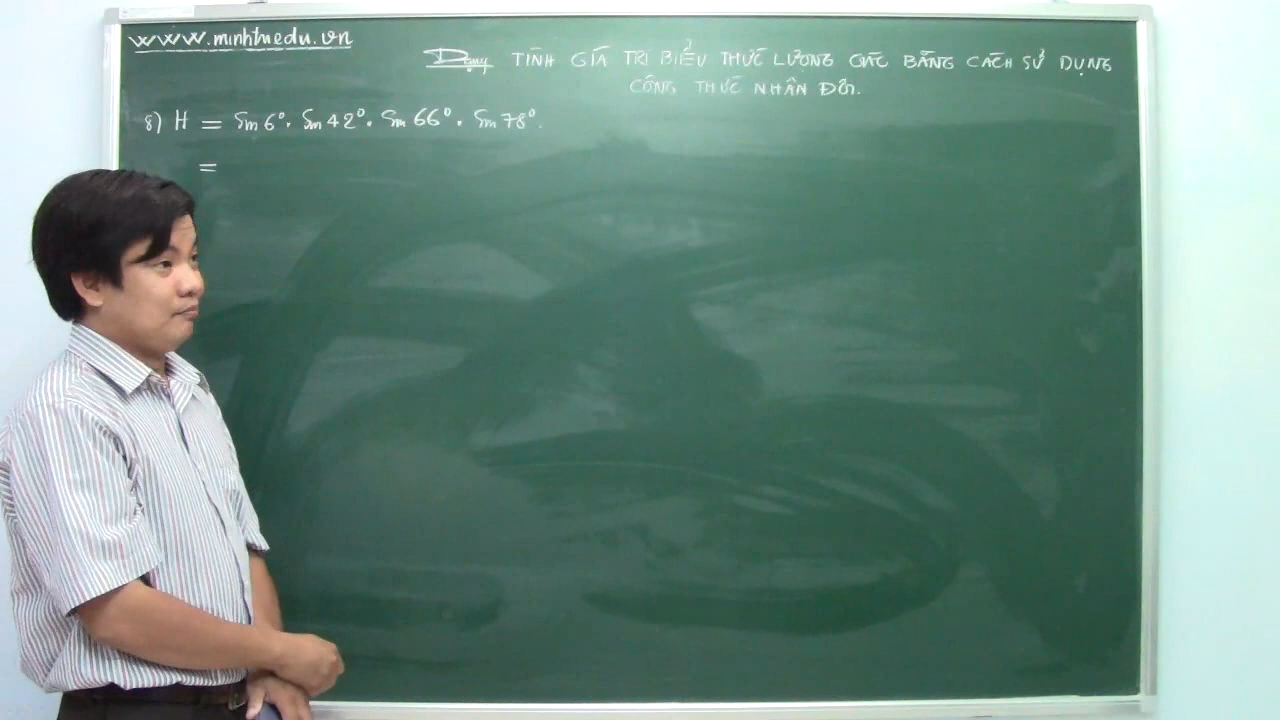 www.minhtuedu.vn
Dạng TÍNH GIÁ TRỊ BIỂU THỨC LƯỢNG GIÁC BẰNG CÁCH SỬ DỤNG
CÔNG THỨC NHÂN ĐÔI.
8) H = Sin 6°. Sin 42°. Sin 66°. Sin 78°.
=